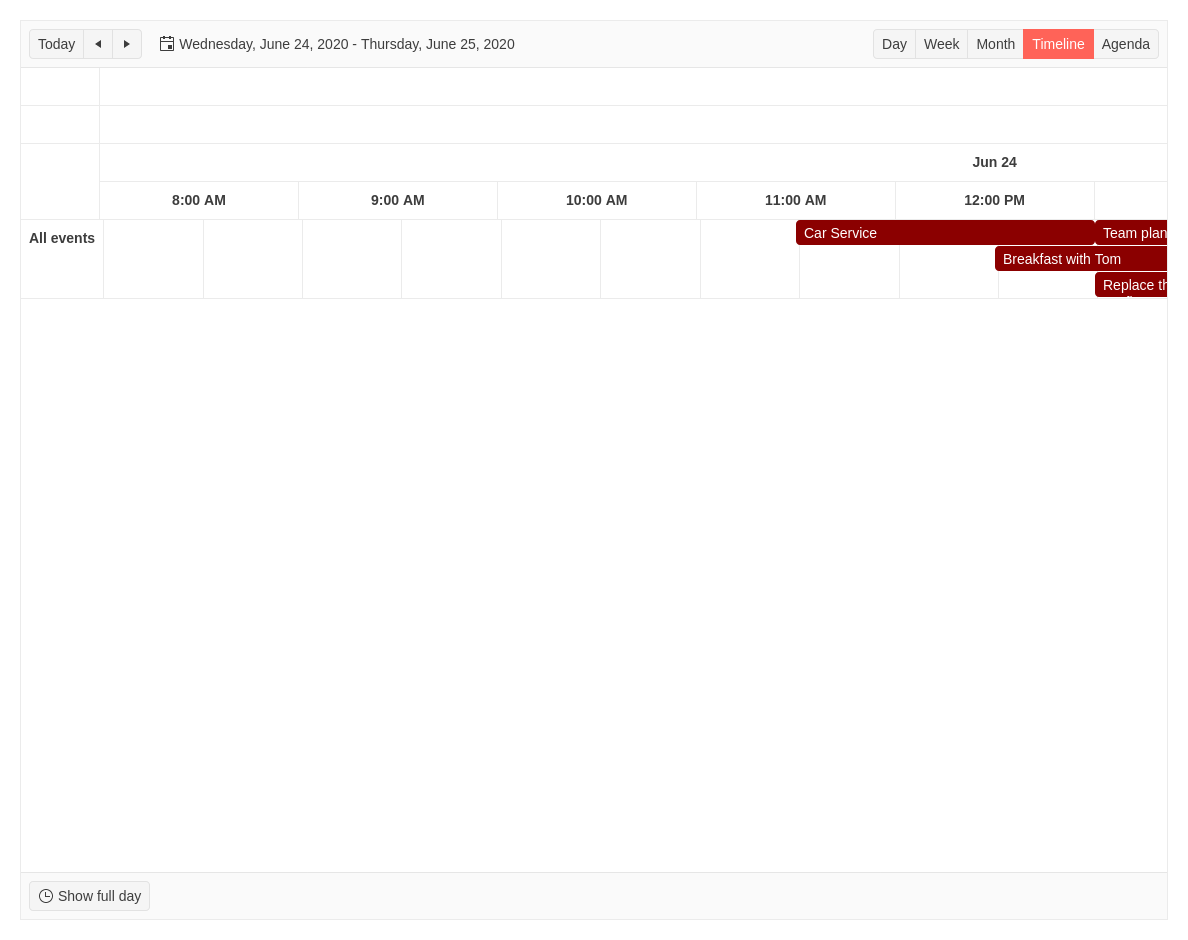 Today
Wednesday, June 24, 2020 - Thursday, June 25, 2020
Day Week Month Timeline Agenda
Jun 24
8:00 AM 9:00 AM 10:00 AM 11:00 AM 12:00 PM
All events
Car Service
Team plan
Breakfast with Tom
Replace th
Show full day